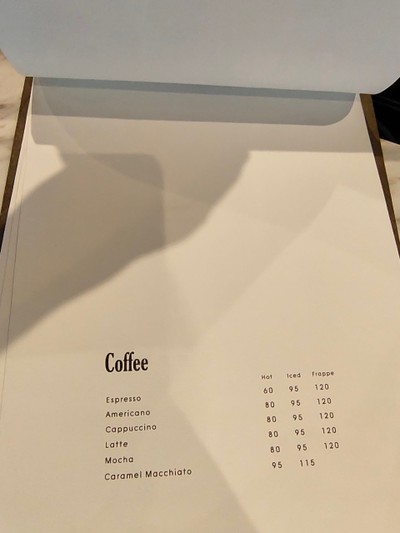 Coffee
Hot Iced Frappe
Espresso 60 95 120
Americano 80 95 120
Cappuccino 80 95 120
Latte 80 95 120
Mocha 80 95 120
Caramel Macchiato 95 115